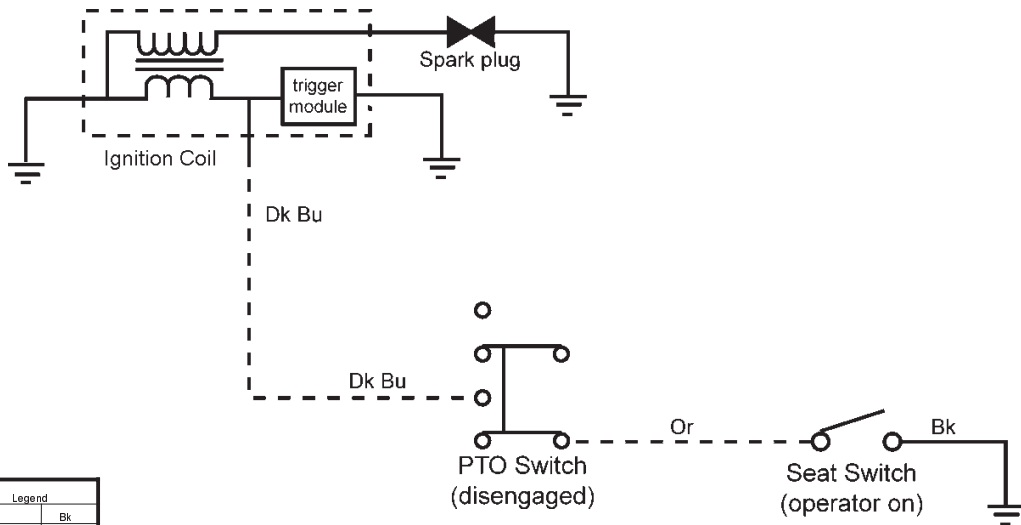 Spark plug
trigger
module
Ignition Coil
Dk Bu
Dk Bu
Or
Bk
PTO Switch
(disengaged)
Seat Switch
(operator on)
Legend
Bk